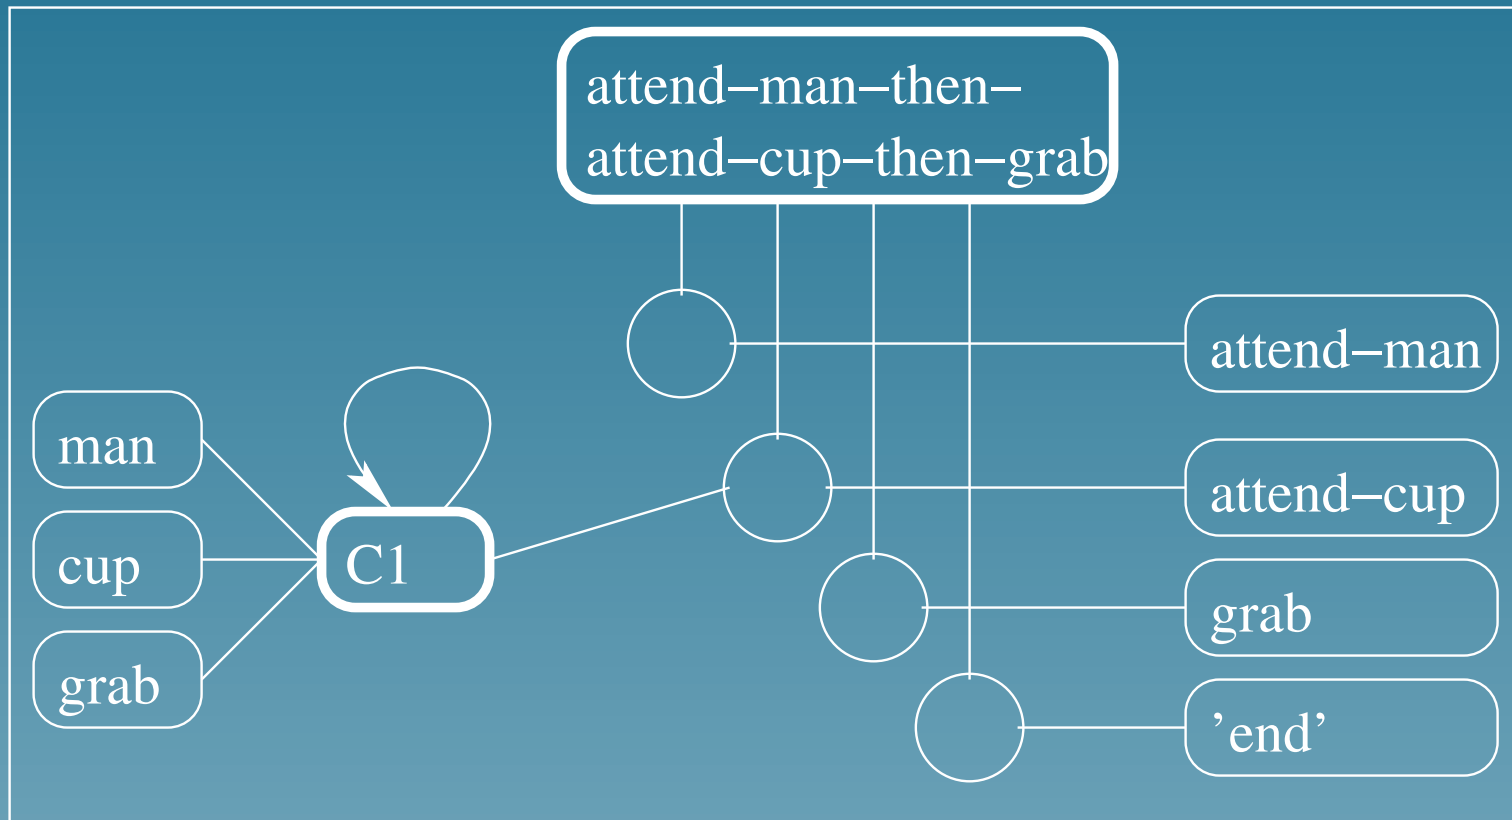 attend–man–then–
attend–cup–then–grab
attend–man
man
attend–cup
cup
C1
grab
grab
’end’